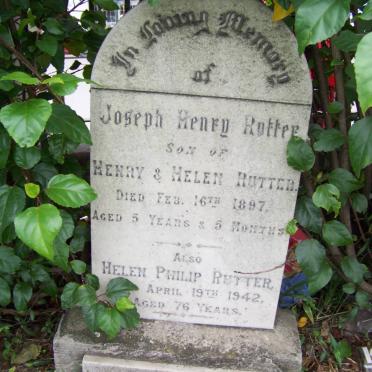 In Loving Memory
of
Joseph Henry Rutter
Son of
Henry & Helen Rutter.
Died Feb. 16th 1897,
Aged 5 Years & 5 Months
Also
Helen Philip Rutter,
April 19th 1942,
Aged 76 Years.